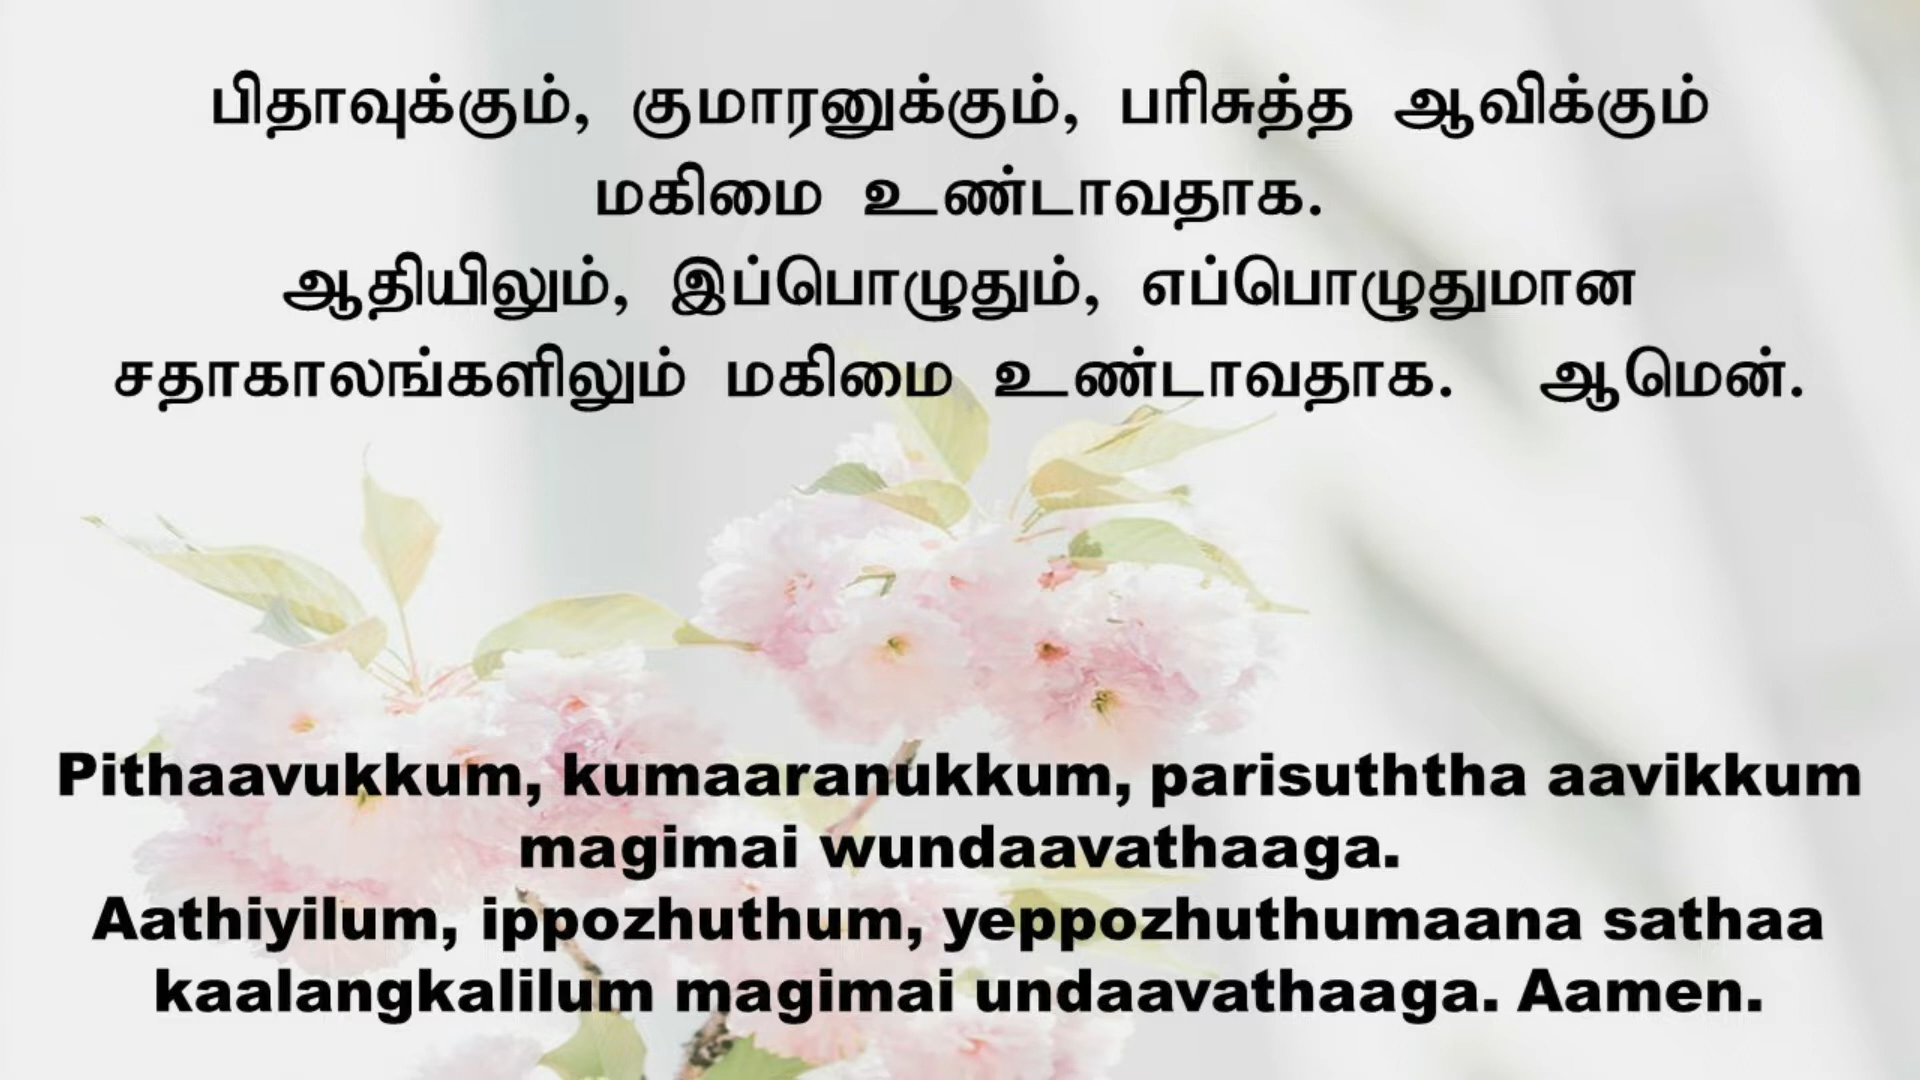 பிதாவுக்கும், குமாரனுக்கும், பரிசுத்த ஆவிக்கும்
மகிமை உண்டாவதாக.
ஆதியிலும், இப்பொழுதும், எப்பொழுதுமான
சதாகாலங்களிலும் மகிமை உண்டாவதாக. ஆமென்.
Pithaavukkum, kumaaranukkum, parisuththa aavikkum
magimai wundaavathaaga.
Aathiyilum, ippozhuthum, yeppozhuthumaana sathaa
kaalangkalilum magimai undaavathaaga. Aamen.